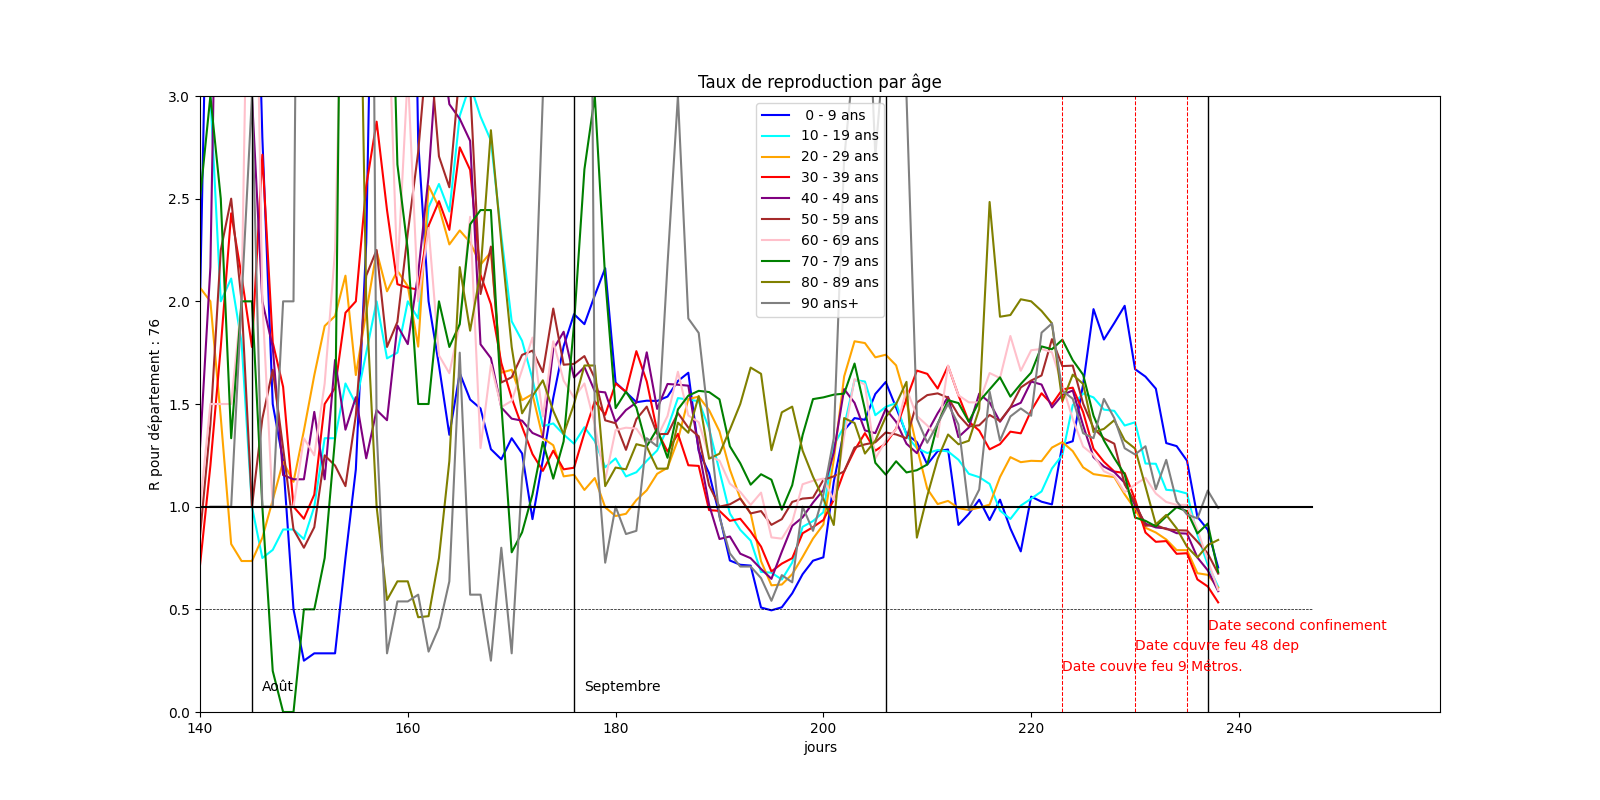 Taux de reproduction par âge
3.0
2.5
2.0
1.5
1.0
0.5
0.0
R pour département : 76
0 - 9 ans
10 - 19 ans
20 - 29 ans
30 - 39 ans
40 - 49 ans
50 - 59 ans
60 - 69 ans
70 - 79 ans
80 - 89 ans
90 ans+
Date second confinement
Date couvre feu 48 dep
Date couvre feu 9 Métros.
Août
Septembre
140
160
180
200
220
240
jours